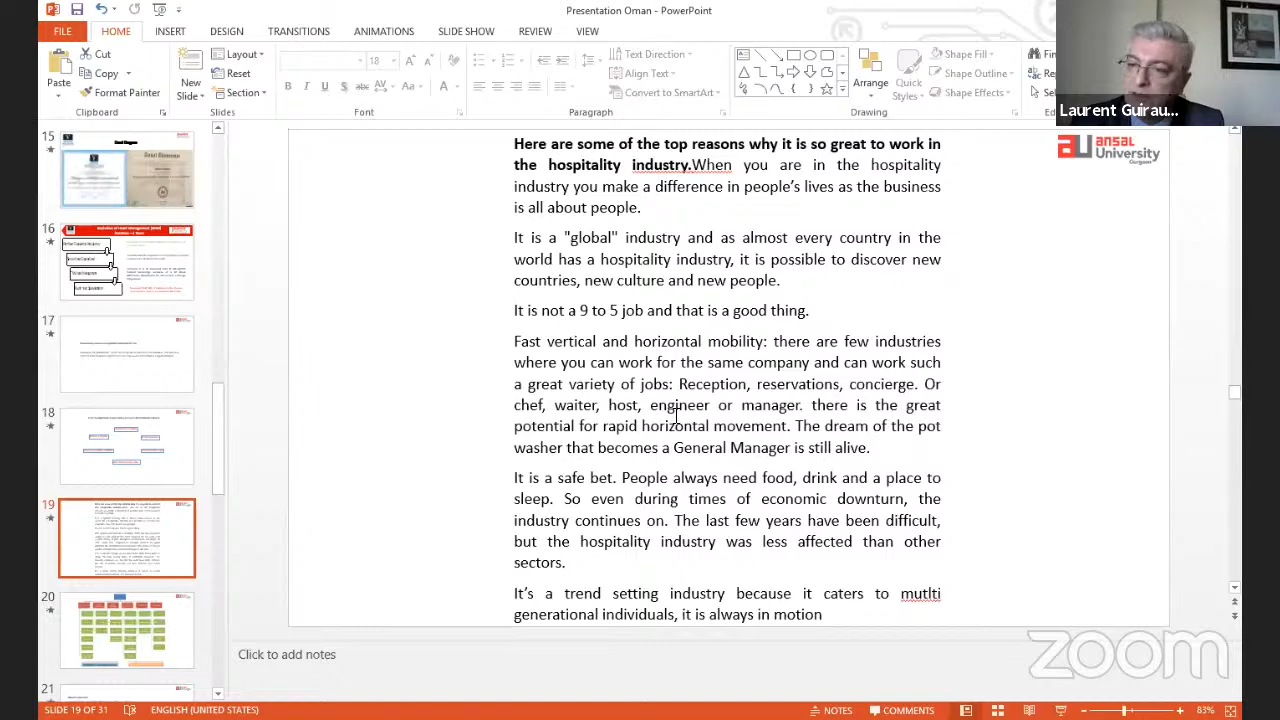 Presentation Oman - PowerPoint
FILE HOME INSERT DESIGN TRANSITIONS ANIMATIONS SLIDE SHOW REVIEW VIEW
Paste
Cut
Copy
Format Painter
Clipboard
New
Slide
Layout
Reset
Section
Slides
18
Font
Text Direction
Align Text
Convert to SmartArt
Paragraph
Arrange
Quick
Styles
Shape Fill
Shape Outline
Shape Effects
Drawing
Laurent Guirau...
ANSAL
University
Gurgaon
15
16
17
18
19
20
21
Here are some of the top reasons why it is so great to work in
the hospitality industry.When you are in the hospitality
industry you make a difference in people's lives as the business
is all about people.
It is a "global" industry and as almost every country in the
world has a hospitality industry, it is possible to discover new
countries, new culture and new people.
It is not a 9 to 5 job and that is a good thing.
Fast vertical and horizontal mobility: there are few industries
where you can work for the same company and can work such
a great variety of jobs: Reception, reservations, concierge. Or
chef, waiter, host, engineer or manager there is the great
potential for rapid horizontal movement. The dream of the pot
washer that becomes a General Manager is still alive.
It is a safe bet. People always need food, drink and a place to
sleep. So even during times of economic down, the
industry continues on. The last few years have been difficult,
but the hospitality industry was less impacted than other
sectors.
It's a trend setting industry because it caters to mutlti
generational individuals, it is always in motion.
Click to add notes
zoom
SLIDE 19 OF 31 ENGLISH (UNITED STATES) NOTES COMMENTS 83%